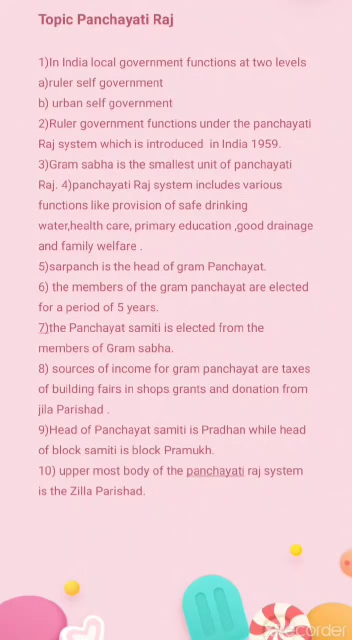 Topic Panchayati Raj
1)In India local government functions at two levels
a)ruler self government
b) urban self government
2)Ruler government functions under the panchayati
Raj system which is introduced  in India 1959.
3)Gram sabha is the smallest unit of panchayati
Raj. 4)panchayati Raj system includes various
functions like provision of safe drinking
water,health care, primary education ,good drainage
and family welfare .
5)sarpanch is the head of gram Panchayat.
6) the members of the gram panchayat are elected
for a period of 5 years.
7)the Panchayat samiti is elected from the
members of Gram sabha.
8) sources of income for gram panchayat are taxes
of building fairs in shops grants and donation from
jila Parishad .
9)Head of Panchayat samiti is Pradhan while head
of block samiti is block Pramukh.
10) upper most body of the panchayati raj system
is the Zilla Parishad.